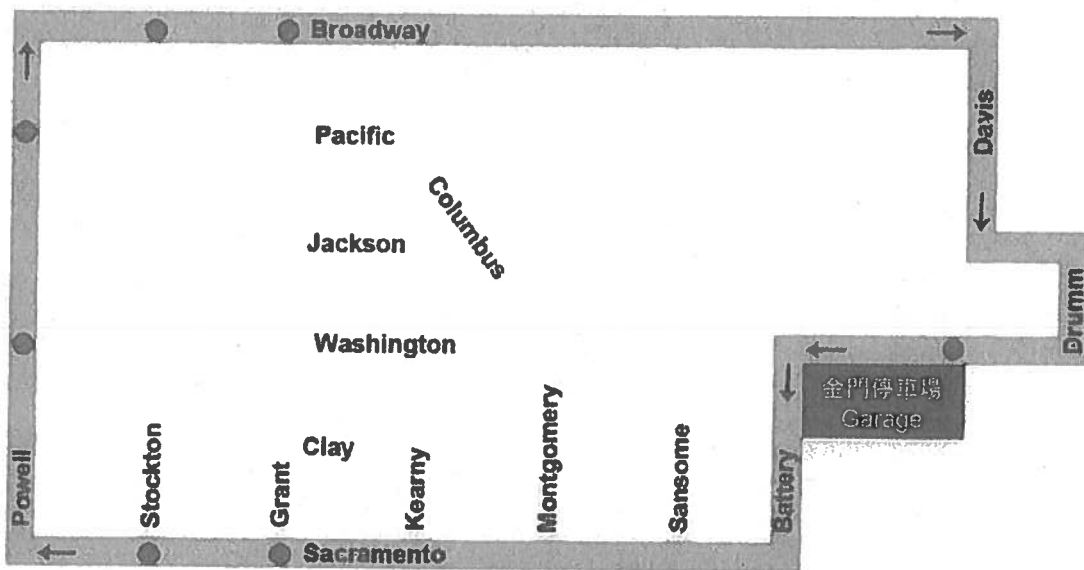 Broadway
Davis
Pacific
Columbus
Jackson
Drumm
Washington
金門停車場
Garage
Powell
Stockton
Grant
Clay
Kearny
Montgomery
Sansome
Battery
Sacramento